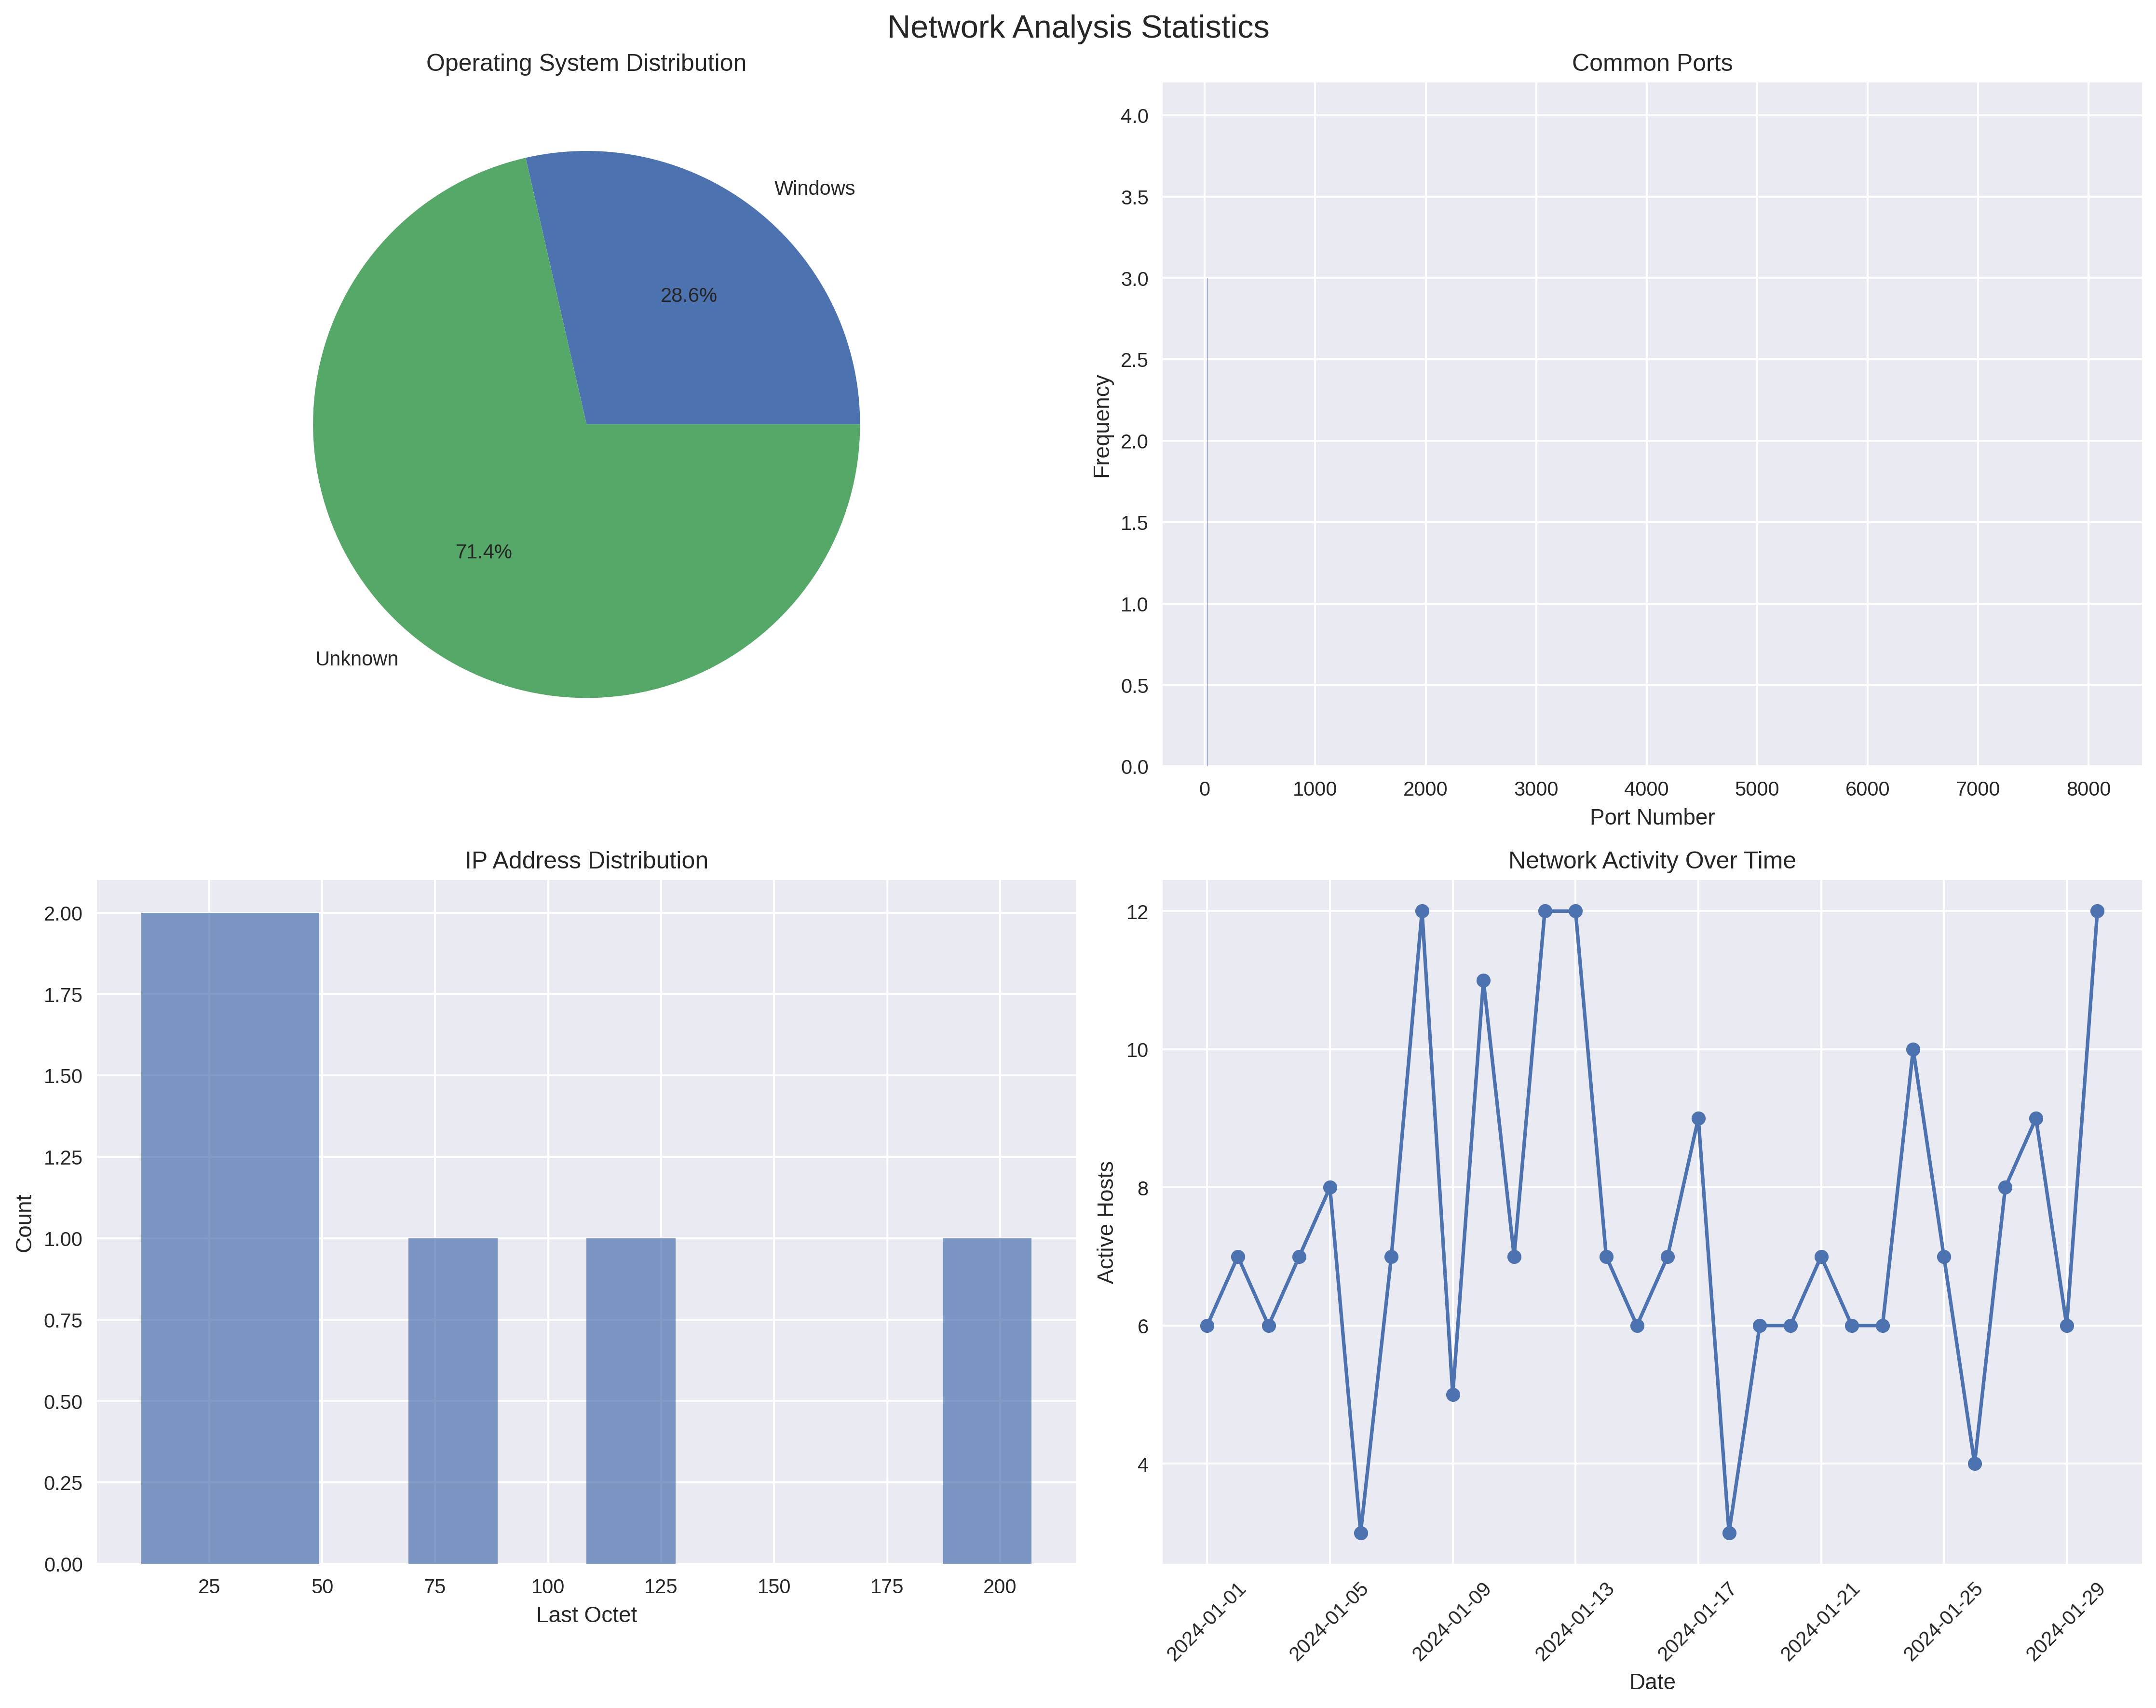 Network Analysis Statistics
Operating System Distribution
Windows
28.6%
71.4%
Unknown
Common Ports
4.0
3.5
3.0
2.5
2.0
1.5
1.0
0.5
0.0
Frequency
0 1000 2000 3000 4000 5000 6000 7000 8000
Port Number
IP Address Distribution
2.00
1.75
1.50
1.25
1.00
0.75
0.50
0.25
0.00
Count
25 50 75 100 125 150 175 200
Last Octet
Network Activity Over Time
12
10
8
6
4
Active Hosts
2024-01-01 2024-01-05 2024-01-09 2024-01-13 2024-01-17 2024-01-21 2024-01-25 2024-01-29
Date